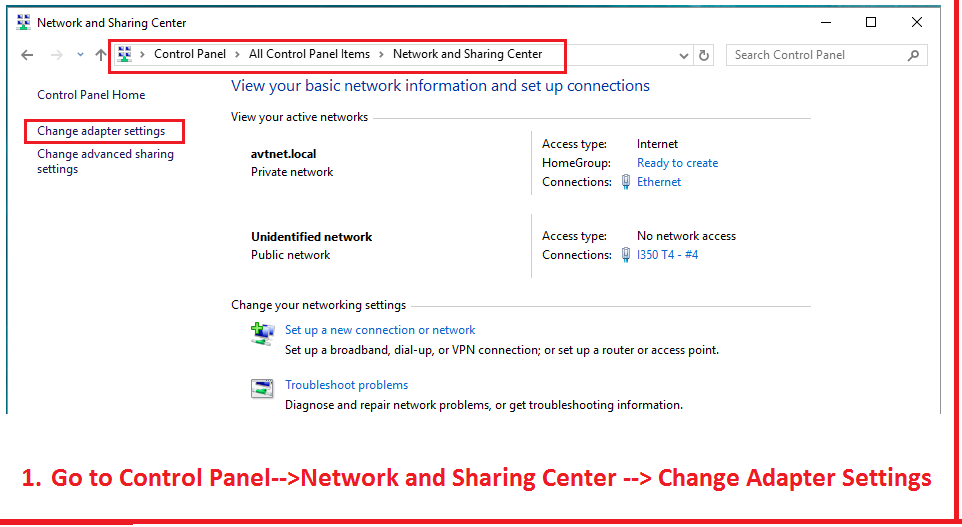 Network and Sharing Center
Control Panel > All Control Panel Items > Network and Sharing Center
Search Control Panel
Control Panel Home
Change adapter settings
Change advanced sharing
settings
View your basic network information and set up connections
View your active networks
avtnet.local
Private network
Access type: Internet
HomeGroup: Ready to create
Connections: Ethernet
Unidentified network
Public network
Access type: No network access
Connections: I350 T4 - #4
Change your networking settings
Set up a new connection or network
Set up a broadband, dial-up, or VPN connection; or set up a router or access point.
Troubleshoot problems
Diagnose and repair network problems, or get troubleshooting information.
1. Go to Control Panel-->Network and Sharing Center --> Change Adapter Settings